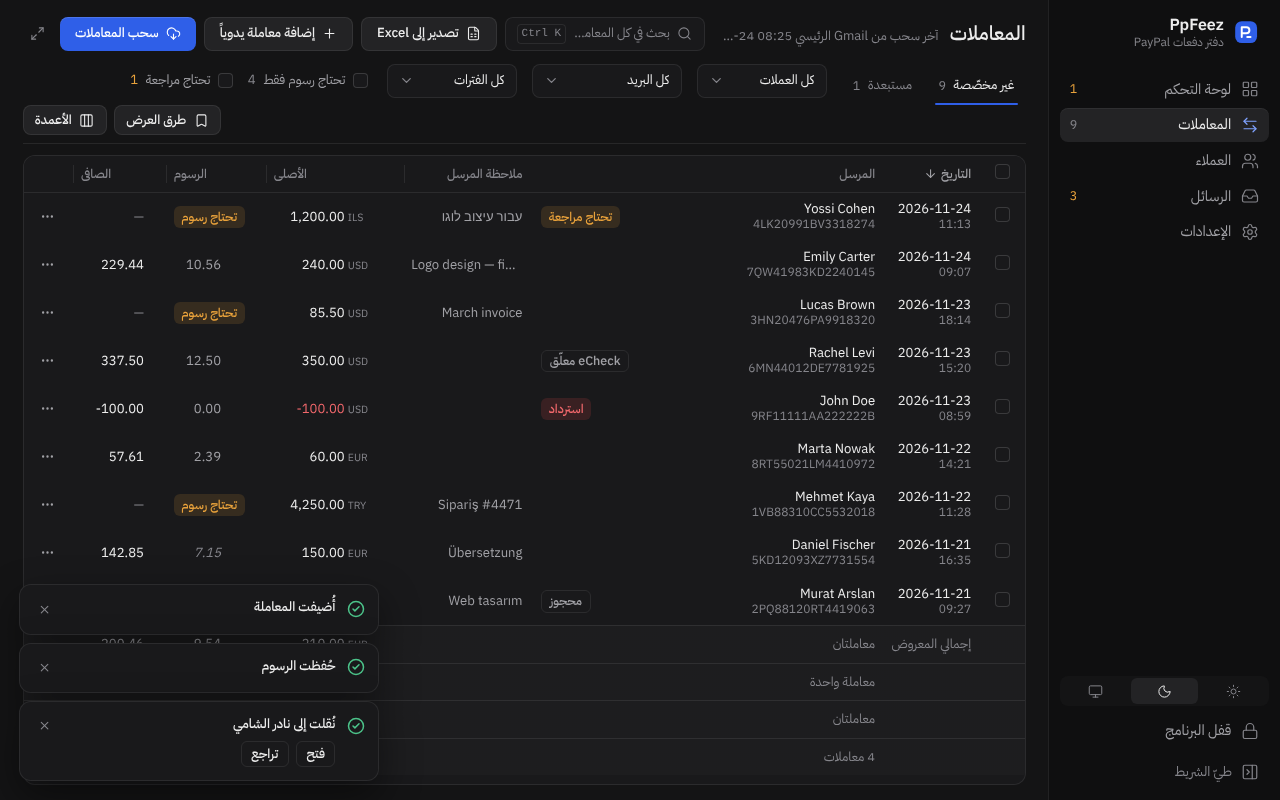 PpFeez
دفتر دفعات PayPal
لوحة التحكم 1
المعاملات 9
العملاء
الرسائل 3
الإعدادات
قفل البرنامج
طيّ الشريط
المعاملات
آخر سحب من Gmail الرئيسي 08:25 24-...
بحث في كل المعامـ... Ctrl K
تصدير إلى Excel
إضافة معاملة يدوياً
سحب المعاملات
غير مخصّصة 9
مستبعدة 1
كل العملات
كل البريد
كل الفترات
تحتاج رسوم فقط 4
تحتاج مراجعة 1
طرق العرض
الأعمدة
التاريخ المرسل ملاحظة المرسل الأصلي الرسوم الصافي
2026-11-24 Yossi Cohen تحتاج مراجعة עבור עיצוב לוגו 1,200.00 ILS تحتاج رسوم —
11:13 4LK20991BV3318274
2026-11-24 Emily Carter Logo design — fi... 240.00 USD 10.56 229.44
09:07 7QW41983KD2240145
2026-11-23 Lucas Brown March invoice 85.50 USD تحتاج رسوم —
18:14 3HN20476PA9918320
2026-11-23 Rachel Levi eCheck معلّق 350.00 USD 12.50 337.50
15:20 6MN44012DE7781925
2026-11-23 John Doe استرداد -100.00 USD 0.00 -100.00
08:59 9RF11111AA222222B
2026-11-22 Marta Nowak 60.00 EUR 2.39 57.61
14:21 8RT55021LM4410972
2026-11-22 Mehmet Kaya Sipariş #4471 4,250.00 TRY تحتاج رسوم —
11:28 1VB88310CC5532018
2026-11-21 Daniel Fischer Übersetzung 150.00 EUR 7.15 142.85
16:35 5KD12093XZ7731554
2026-11-21 Murat Arslan محجوز Web tasarım
09:27 2PQ88120RT4419063
إجمالي المعروض معاملتان 210.00 EUR 9.54 200.46
معاملة واحدة
معاملتان
4 معاملات
أُضيفت المعاملة
حُفظت الرسوم
نُقلت إلى نادر الشامي
فتح
تراجع